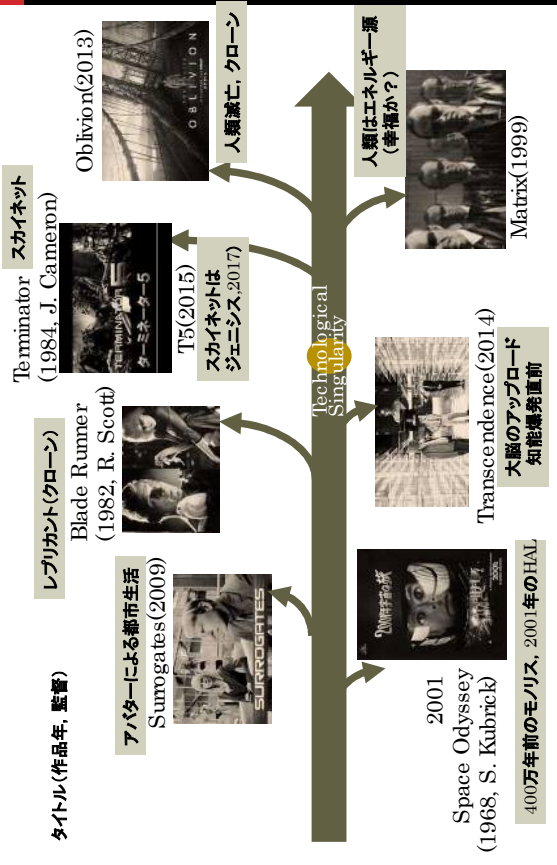 タイトル(作品年, 監督)
アバターによる都市生活
Surrogates(2009)
SURROGATES
レプリカント(クローン)
Blade Runner
(1982, R. Scott)
Terminator
(1984, J. Cameron)
スカイネット
ターミネーター5
T5(2015)
スカイネットは
ジェニシス,2017)
Oblivion(2013)
OBLIVION
人類滅亡, クローン
Technological
Singularity
2001
Space Odyssey
(1968, S. Kubrick)
400万年前のモノリス, 2001年のHAL
Transcendence(2014)
大脳のアップロード
知能爆発直前
Matrix(1999)
人類はエネルギー源
(幸福か?)